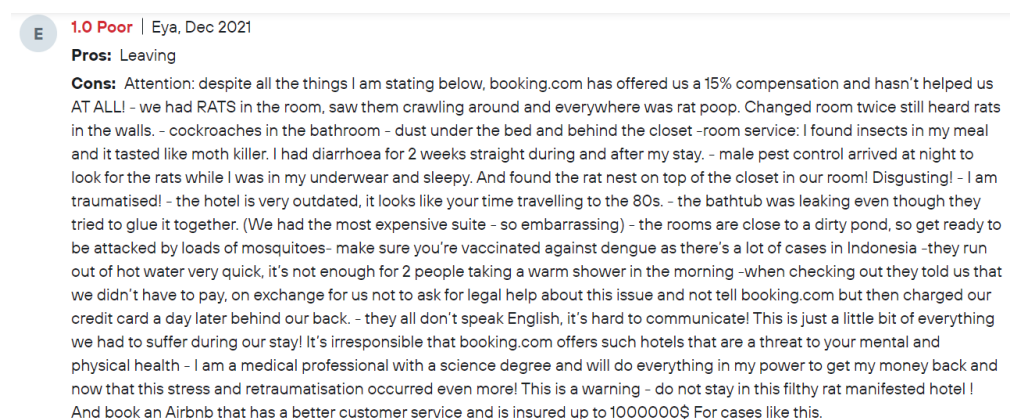 E
1.0 Poor | Eya, Dec 2021
Pros: Leaving
Cons: Attention: despite all the things I am stating below, booking.com has offered us a 15% compensation and hasn't helped us
AT ALL! - we had RATS in the room, saw them crawling around and everywhere was rat poop. Changed room twice still heard rats
in the walls. - cockroaches in the bathroom - dust under the bed and behind the closet -room service: I found insects in my meal
and it tasted like moth killer. I had diarrhoea for 2 weeks straight during and after my stay. - male pest control arrived at night to
look for the rats while I was in my underwear and sleepy. And found the rat nest on top of the closet in our room! Disgusting! - I am
traumatised! - the hotel is very outdated, it looks like your time travelling to the 80s. - the bathtub was leaking even though they
tried to glue it together. (We had the most expensive suite - so embarrassing) - the rooms are close to a dirty pond, so get ready to
be attacked by loads of mosquitoes- make sure you're vaccinated against dengue as there's a lot of cases in Indonesia -they run
out of hot water very quick, it's not enough for 2 people taking a warm shower in the morning -when checking out they told us that
we didn't have to pay, on exchange for us not to ask for legal help about this issue and not tell booking.com but then charged our
credit card a day later behind our back. - they all don't speak English, it's hard to communicate! This is just a little bit of everything
we had to suffer during our stay! It's irresponsible that booking.com offers such hotels that are a threat to your mental and
physical health - I am a medical professional with a science degree and will do everything in my power to get my money back and
now that this stress and retraumatisation occurred even more! This is a warning - do not stay in this filthy rat manifested hotel !
And book an Airbnb that has a better customer service and is insured up to 1000000$ For cases like this.